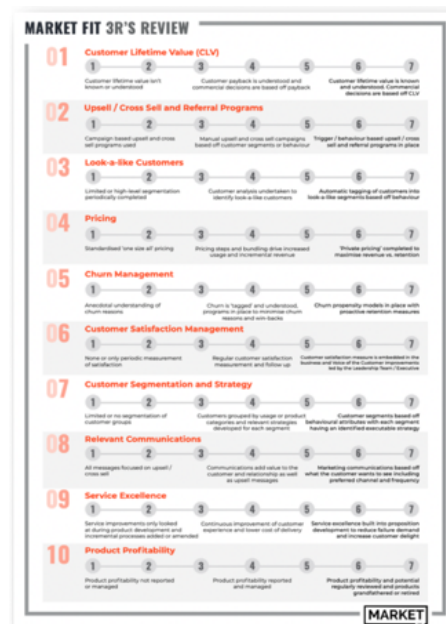 MARKET FIT 3R'S REVIEW
01 Customer Lifetime Value (CLV)
1 2 3 4 5 6 7
Customer lifetime value isn't known or understood
Customer payback is understood and commercial decisions are based off payback
Customer lifetime value is known and understood. Commercial decisions are based off CLV
02 Upsell / Cross Sell and Referral Programs
1 2 3 4 5 6 7
Campaign based upsell and cross sell programs used
Manual upsell and cross sell campaigns based off customer segments or behaviour
Trigger / behaviour based upsell / cross sell and referral programs in place
03 Look-a-like Customers
1 2 3 4 5 6 7
Limited or high-level segmentation periodically completed
Customer analysis undertaken to identify look-a-like customers
Automatic tagging of customers into look-a-like segments based off behaviour
04 Pricing
1 2 3 4 5 6 7
Standardised 'one size all' pricing
Pricing steps and bundling drive increased usage and incremental revenue
'Private pricing' completed to maximise revenue vs. retention
05 Churn Management
1 2 3 4 5 6 7
Anecdotal understanding of churn reasons
Churn is 'tagged' and understood, programs in place to minimise churn reasons and win-backs
Churn propensity models in place with proactive retention measures
06 Customer Satisfaction Management
1 2 3 4 5 6 7
None or only periodic measurement of satisfaction
Regular customer satisfaction measurement and follow up
Customer satisfaction measure is embedded in the business and Voice of the Customer improvements led by the Leadership Team / Executive
07 Customer Segmentation and Strategy
1 2 3 4 5 6 7
Limited or no segmentation of customer groups
Customers grouped by usage or product categories and relevant strategies developed for each segment
Customer segments based off behavioural attributes with each segment having an identified executable strategy
08 Relevant Communications
1 2 3 4 5 6 7
All messages focused on upsell / cross sell
Communications add value to the customer and relationship as well as upsell messages
Marketing communications based off what the customer wants to see including preferred channel and frequency
09 Service Excellence
1 2 3 4 5 6 7
Service improvements only looked at during product development and incremental processes added or amended
Continuous improvement of customer experience and lower cost of delivery
Service excellence built into proposition development to reduce failure demand and increase customer delight
10 Product Profitability
1 2 3 4 5 6 7
Product profitability not reported or managed
Product profitability reported and managed
Product profitability and potential regularly reviewed and products grandfathered or retired
MARKET